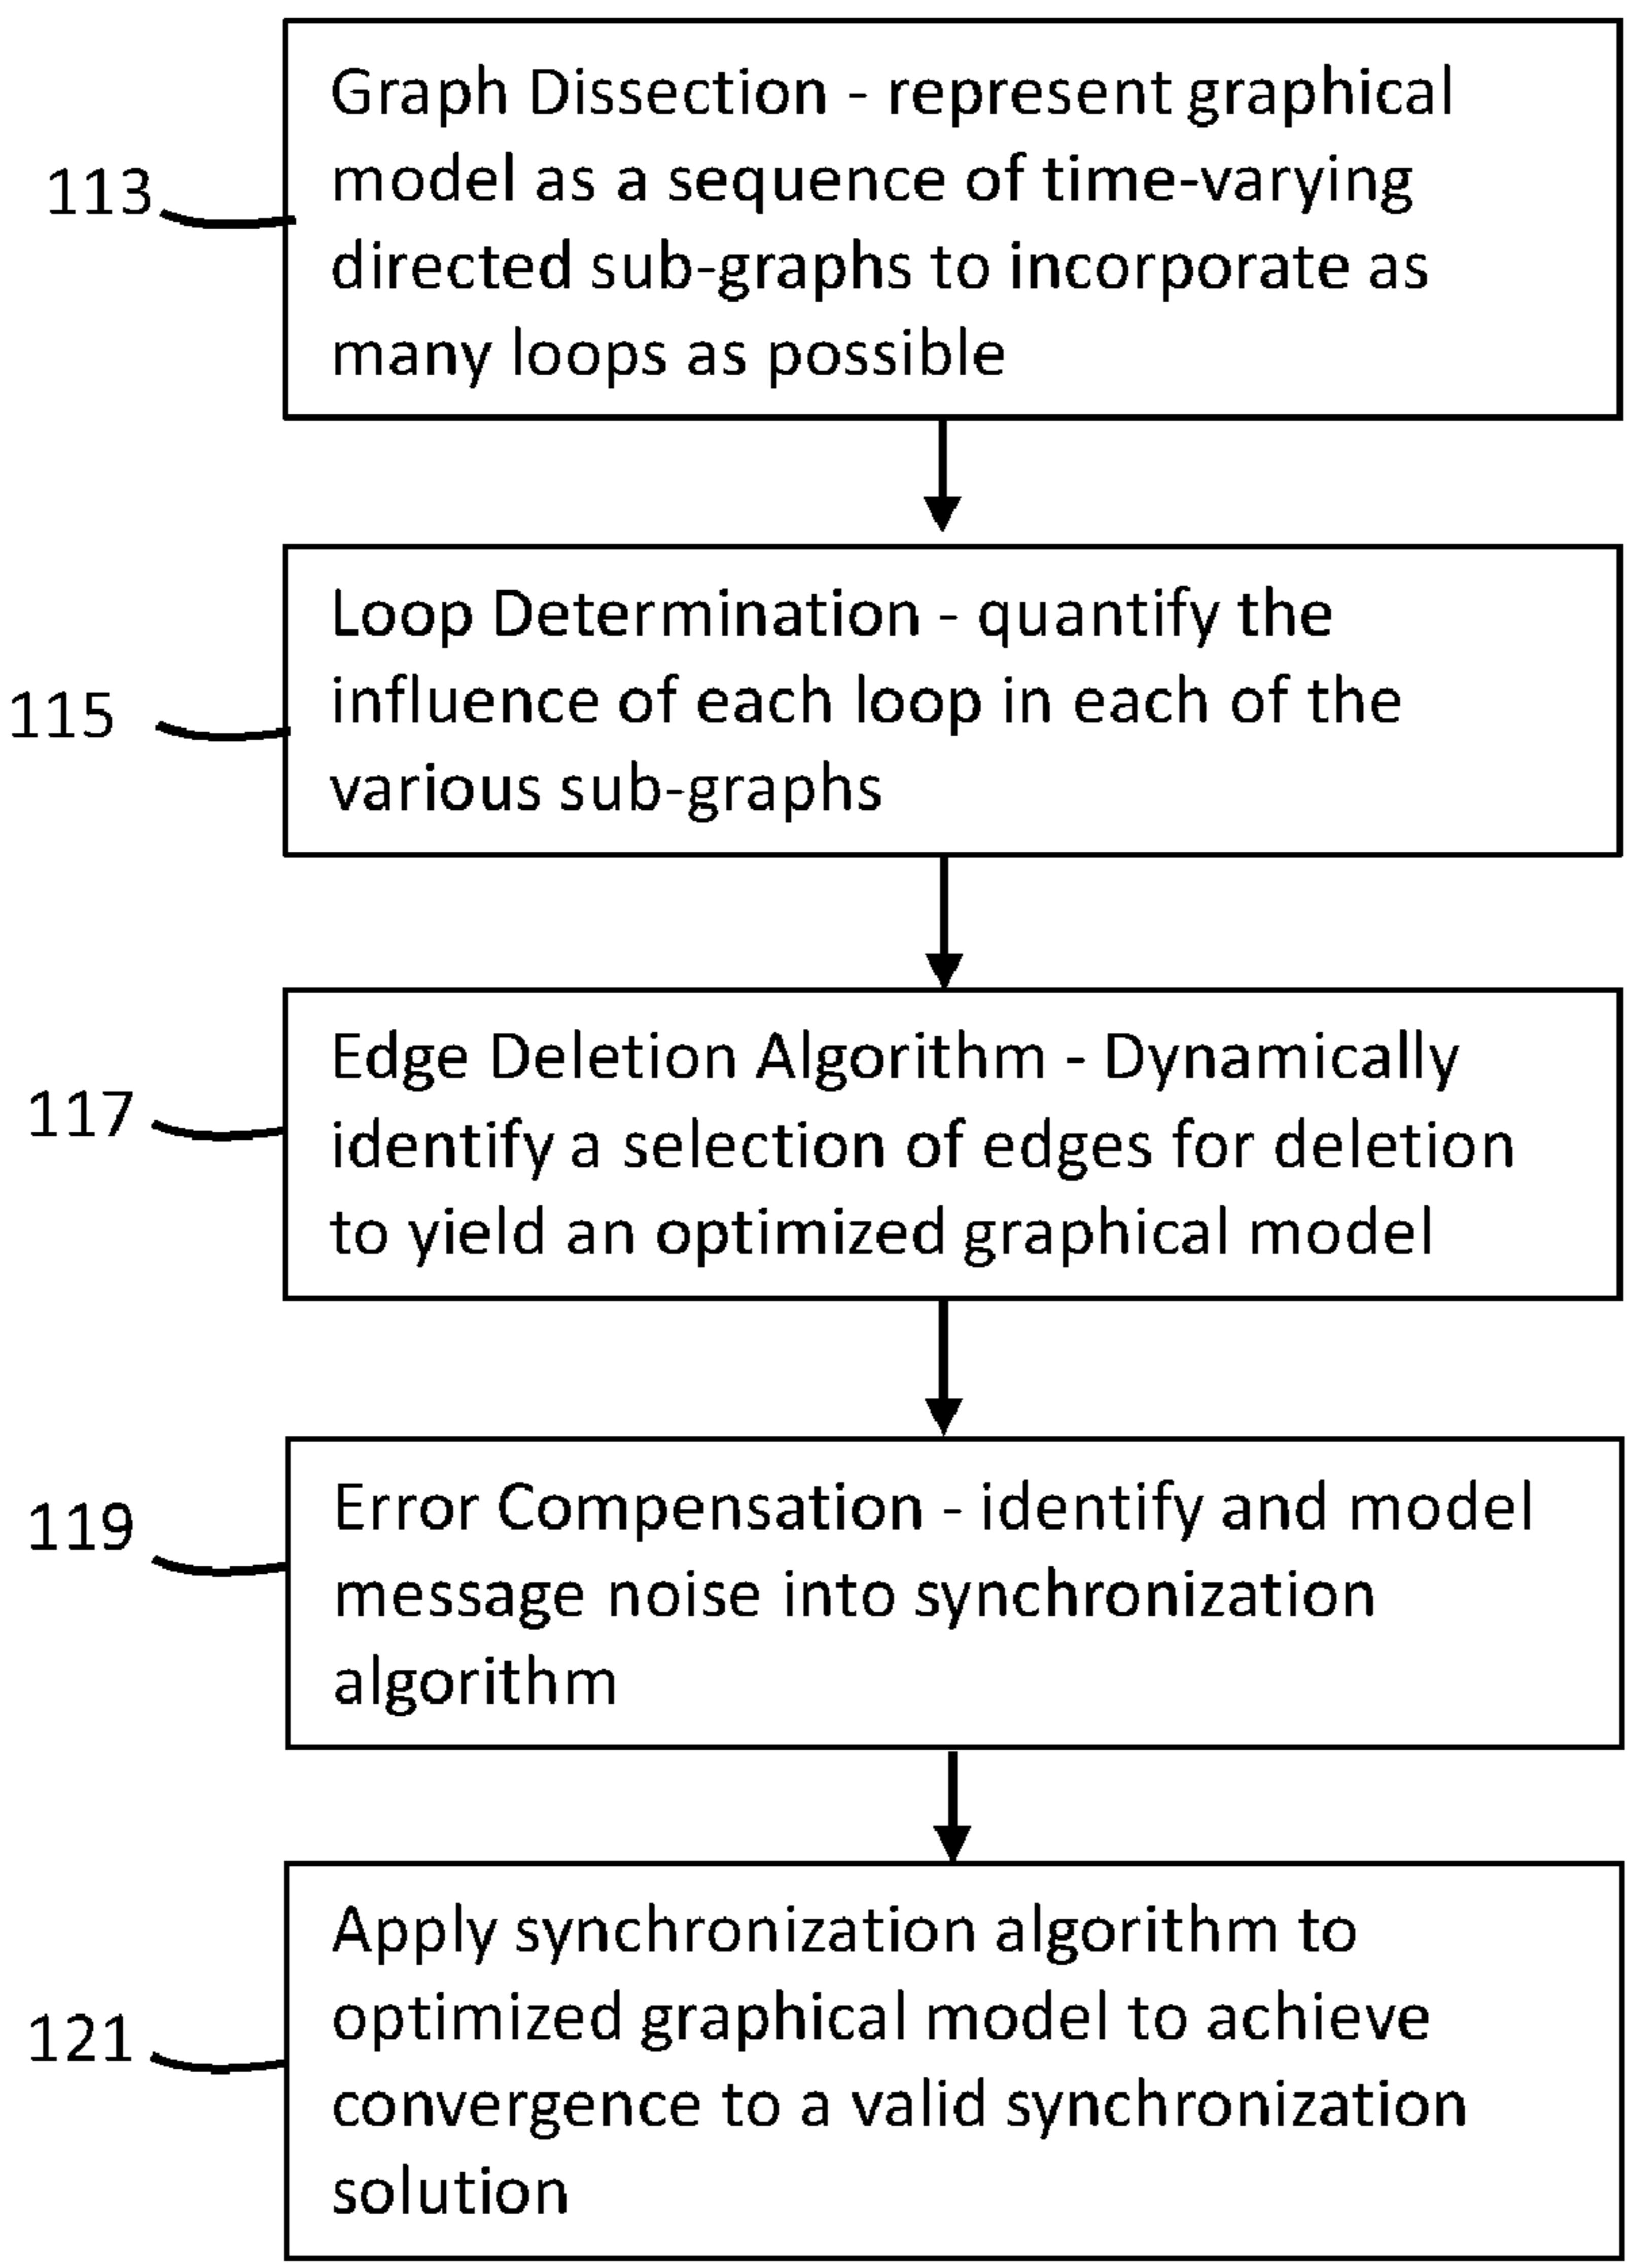 Graph Dissection - represent graphical
model as a sequence of time-varying
113
directed sub-graphs to incorporate as
many loops as possible
Loop Determination - quantify the
influence of each loop in each of the
115
various sub-graphs
Edge Deletion Algorithm - Dynamically
117
identify a selection of edges for deletion
to yield an optimized graphical model
Error Compensation - identify and model
119
message noise into synchronization
algorithm
Apply synchronization algorithm to
optimized graphical model to achieve
121
convergence to a valid synchronization
solution